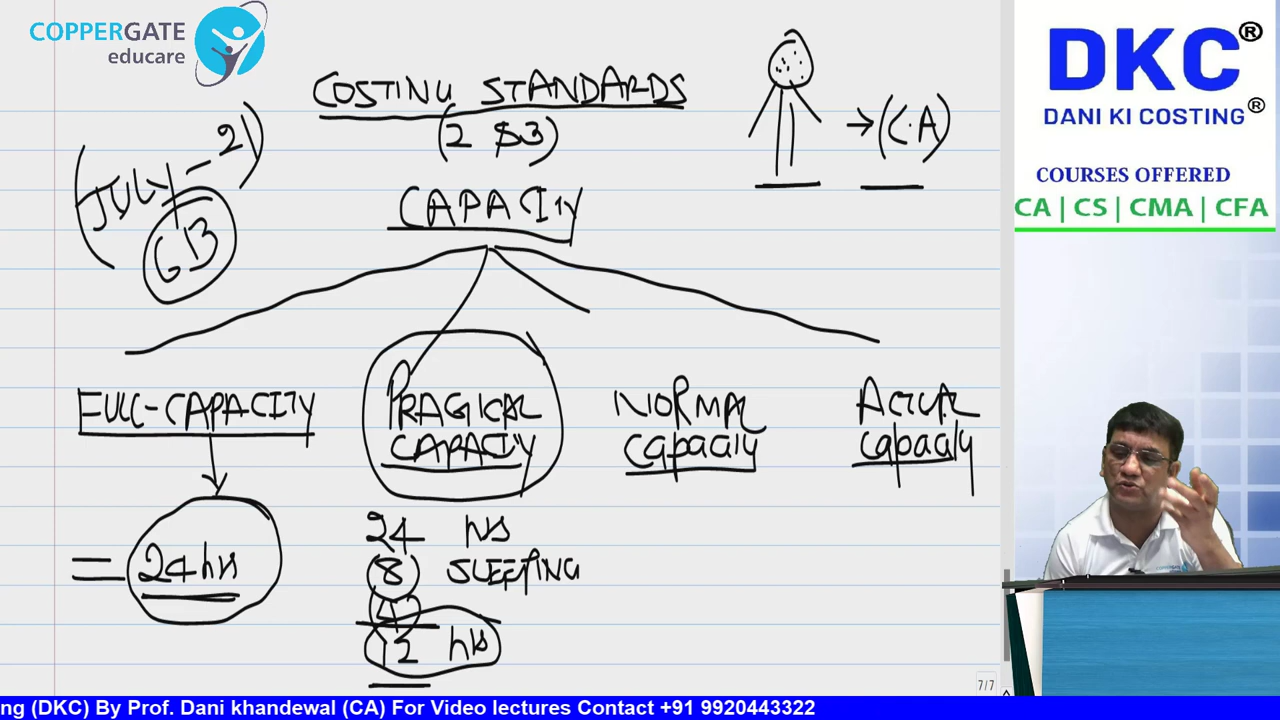 COPPERGATE
educare
COSTING STANDARDS
(2 $3)
(JULY-21)
G13
→(C.A)
CAPACITY
FULL-CAPACITY
PRACTICAL
CAPACITY
NORMAL
Capacity
ACTUAL
Capacity
= 24 hrs
24 hrs
(8) SLEEPING
(4)
12 hrs
DKC®
DANI KI COSTING®
COURSES OFFERED
CA | CS | CMA | CFA
7/7
ng (DKC) By Prof. Dani khandewal (CA) For Video lectures Contact +91 9920443322